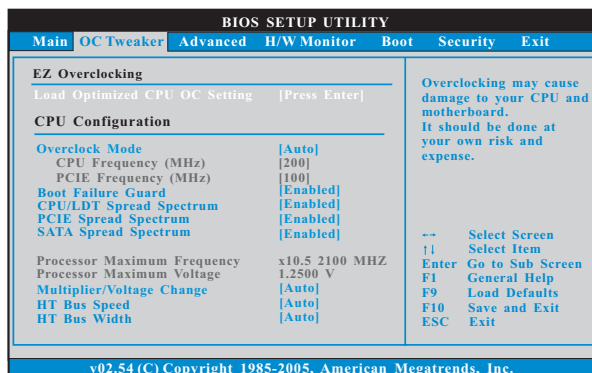 BIOS SETUP UTILITY
Main OC Tweaker Advanced H/W Monitor Boot Security Exit
EZ Overclocking
Load Optimized CPU OC Setting [Press Enter]
CPU Configuration
Overclock Mode [Auto]
CPU Frequency (MHz) [200]
PCIE Frequency (MHz) [100]
Boot Failure Guard [Enabled]
CPU/LDT Spread Spectrum [Enabled]
PCIE Spread Spectrum [Enabled]
SATA Spread Spectrum [Enabled]
Processor Maximum Frequency x10.5 2100 MHZ
Processor Maximum Voltage 1.2500 V
Multiplier/Voltage Change [Auto]
HT Bus Speed [Auto]
HT Bus Width [Auto]
Overclocking may cause
damage to your CPU and
motherboard.
It should be done at
your own risk and
expense.
←→ Select Screen
↑↓ Select Item
Enter Go to Sub Screen
F1 General Help
F9 Load Defaults
F10 Save and Exit
ESC Exit
v02.54 (C) Copyright 1985-2005, American Megatrends, Inc.